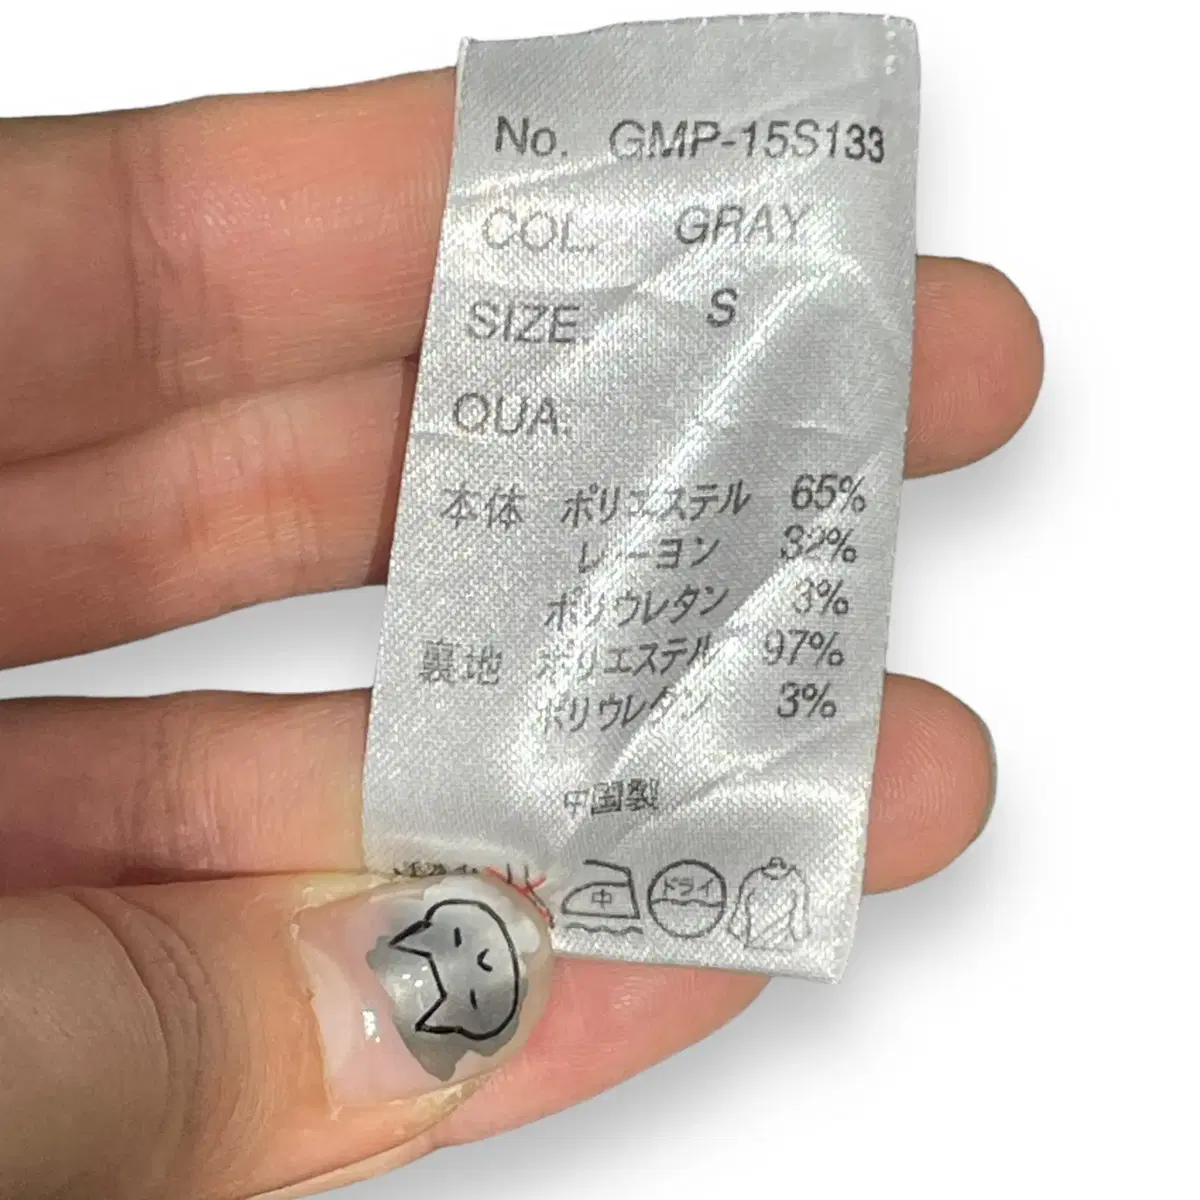 No. GMP-15S133
COL. GRAY
SIZE. S
QUA.
本体 ポリエステル 65%
レーヨン 32%
ポリウレタン 3%
裏地 ポリエステル 97%
ポリウレタン 3%
中国製
中 ドライ